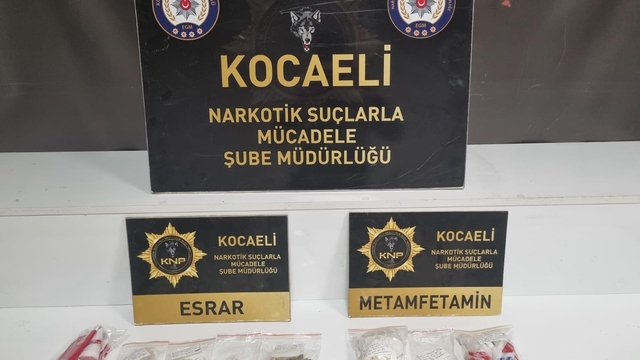 KOCAELİ
NARKOTİK SUÇLARLA
MÜCADELE
ŞUBE MÜDÜRLÜĞÜ
EGM
EGM
KNP
KOCAELİ
NARKOTİK SUÇLARLA
MÜCADELE
ŞUBE MÜDÜRLÜĞÜ
ESRAR
KNP
KOCAELİ
NARKOTİK SUÇLARLA
MÜCADELE
ŞUBE MÜDÜRLÜĞÜ
METAMFETAMİN